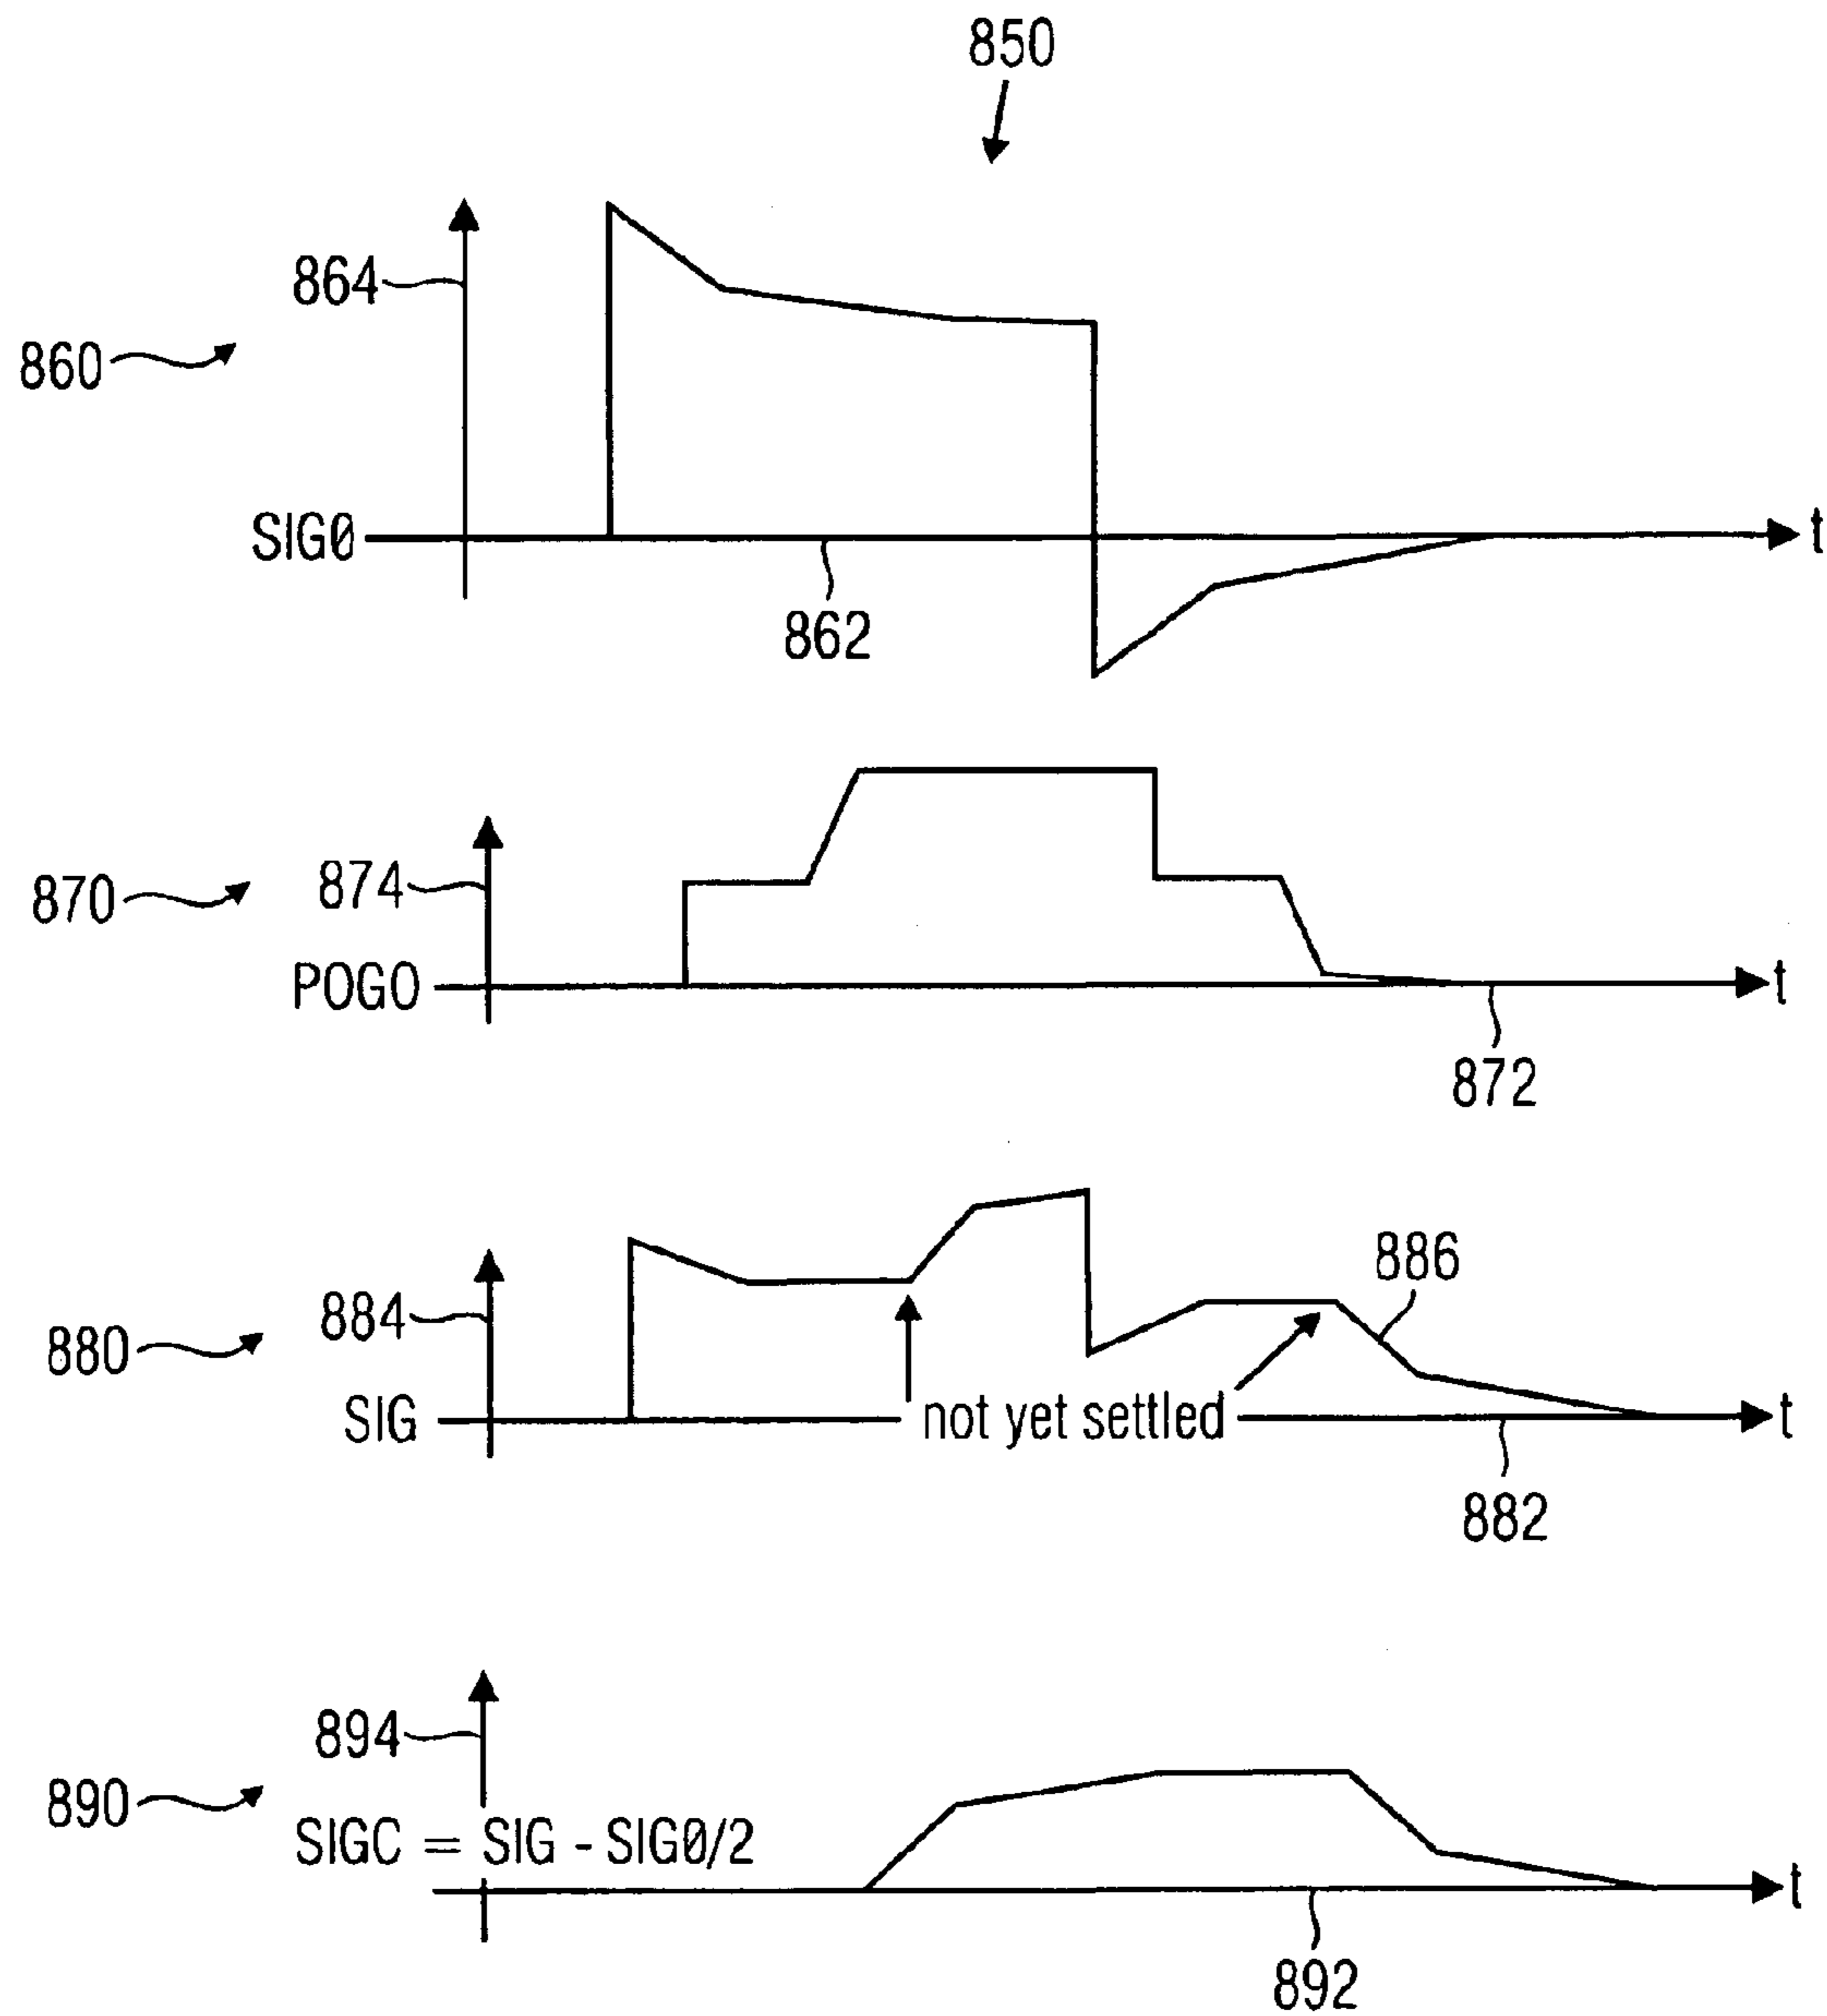 850
864
860
SIG0
t
862
874
870
POGO
t
872
886
884
880
SIG
not yet settled
t
882
894
890
SIGC = SIG - SIG0/2
t
892